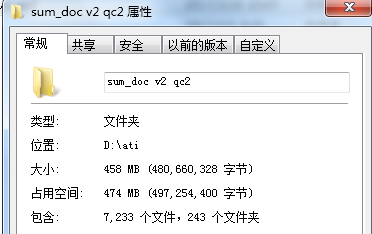 sum_doc v2 qc2 属性
常规 共享 安全 以前的版本 自定义
sum_doc v2 qc2
类型: 文件夹
位置: D:\ati
大小: 458 MB (480,660,328 字节)
占用空间: 474 MB (497,254,400 字节)
包含: 7,233 个文件，243 个文件夹